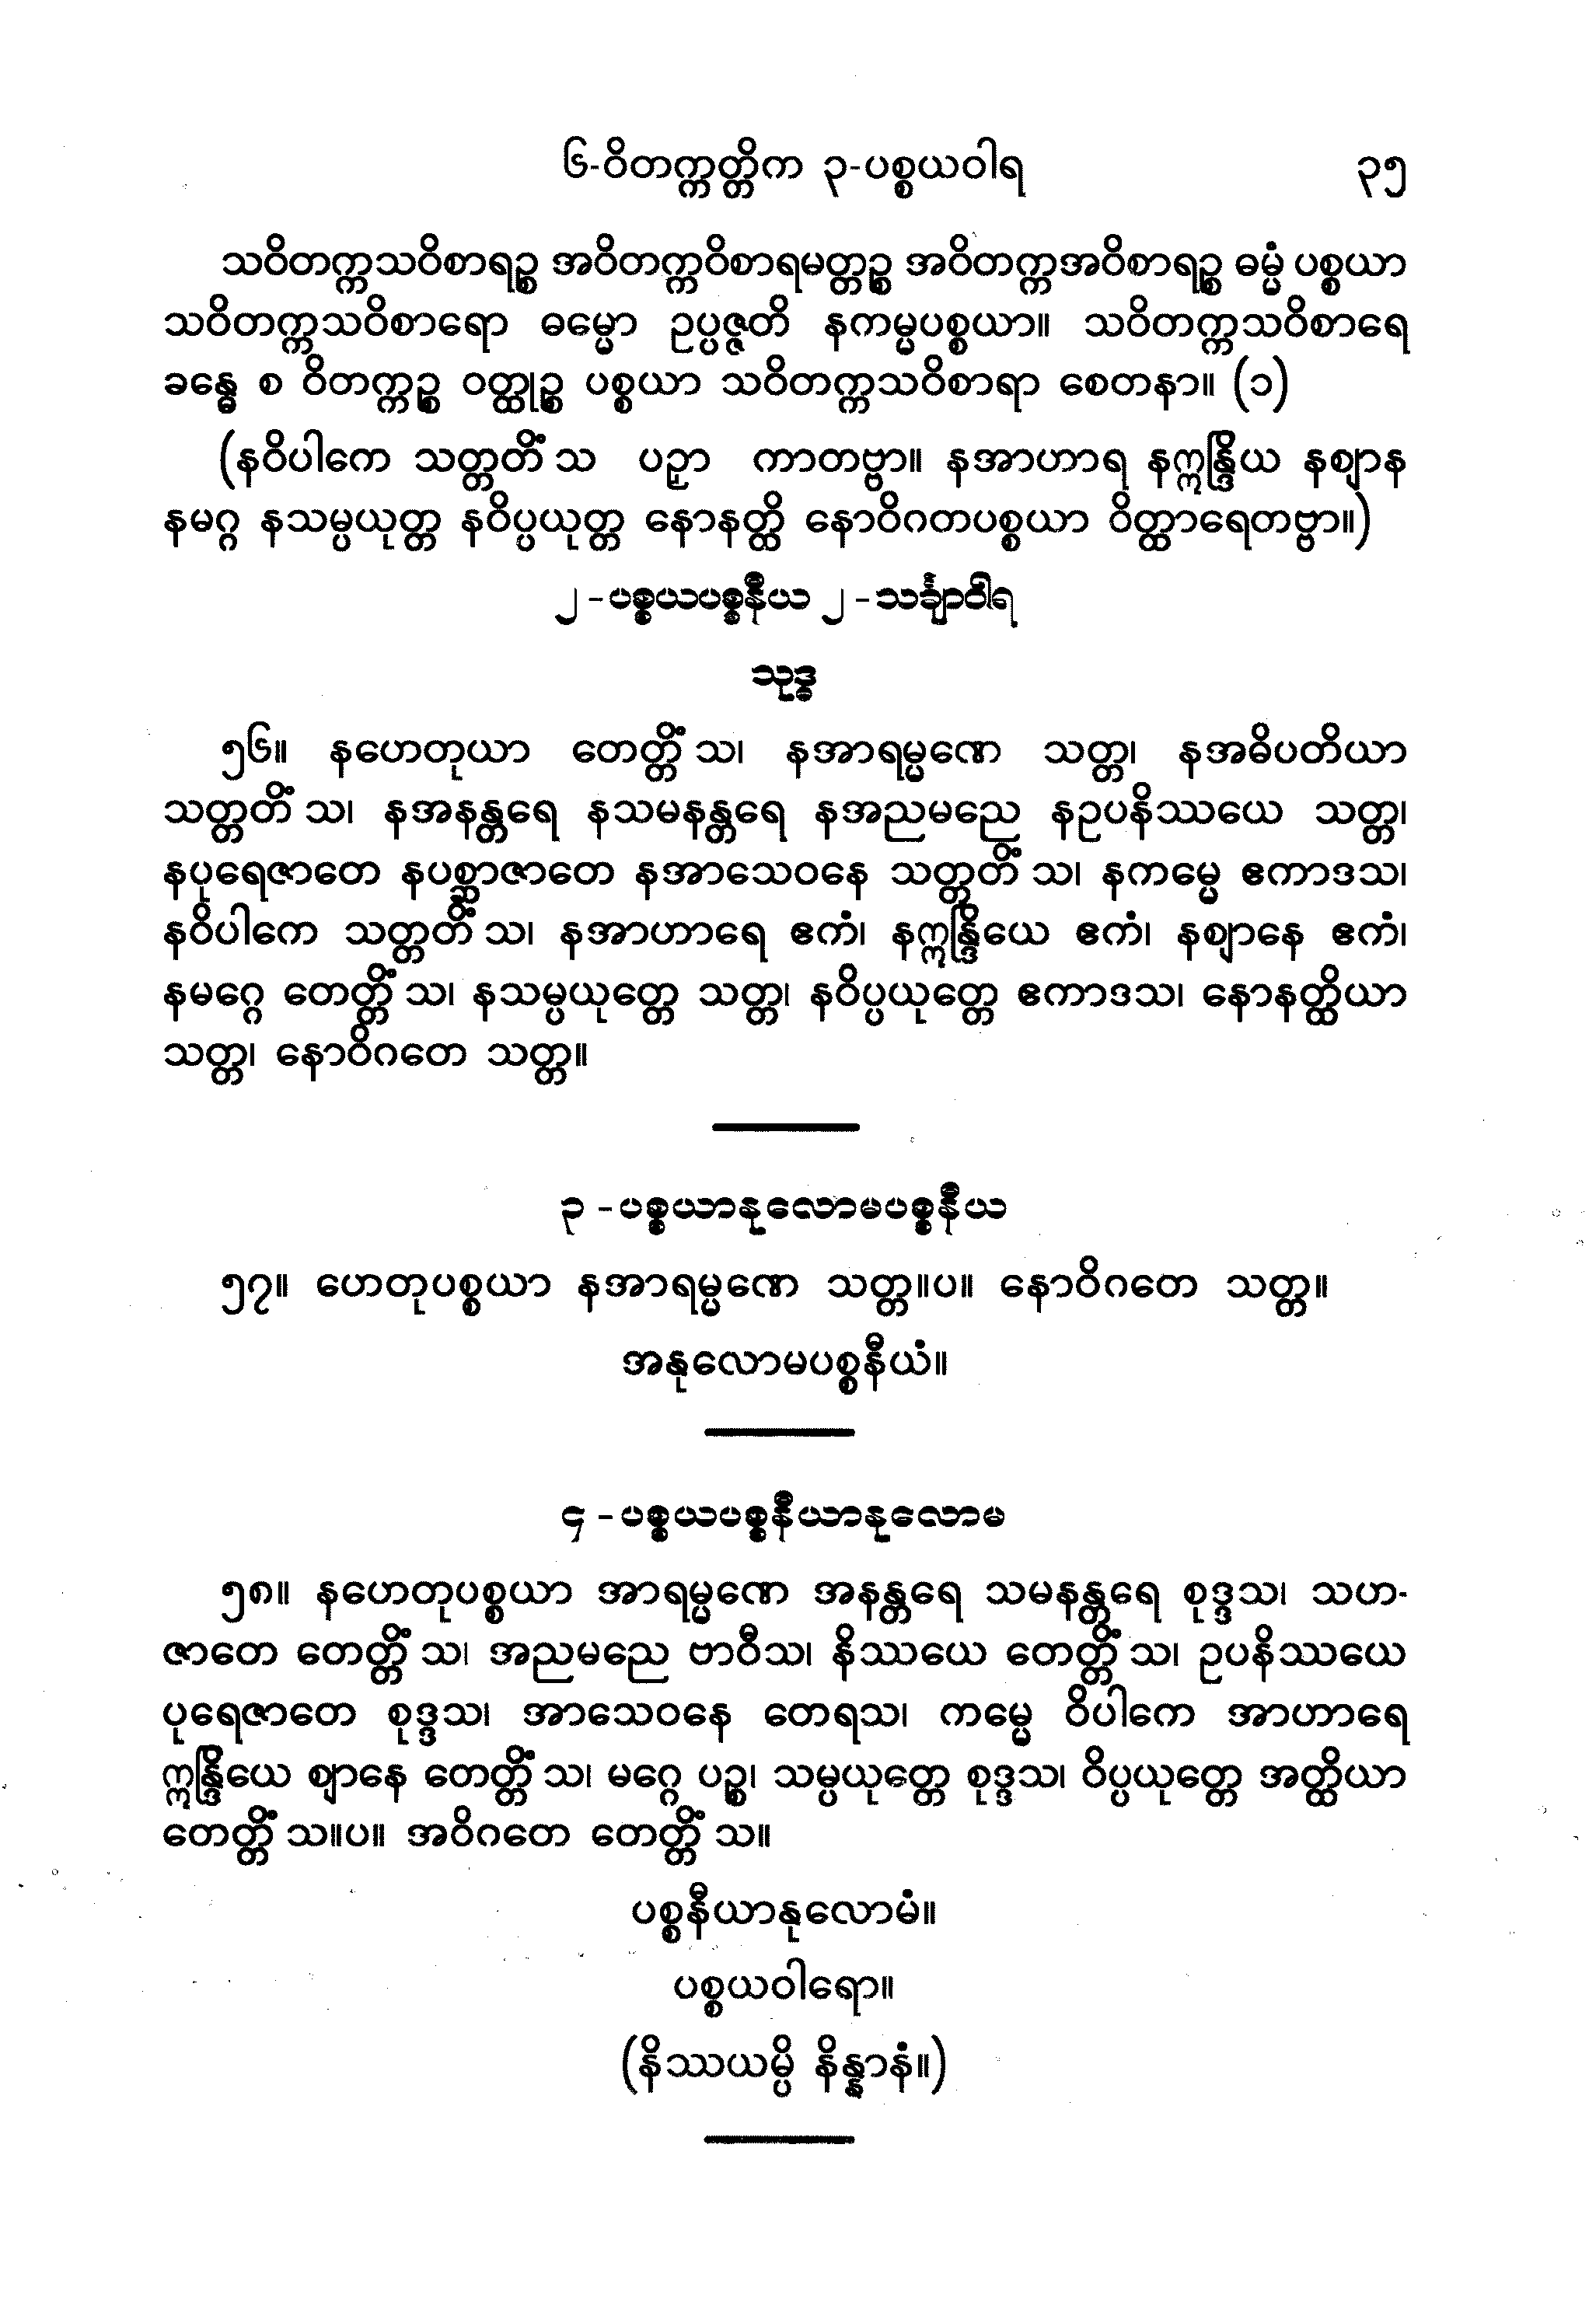 ၆-ဝိတက္ကတ္တိက ၃-ပစ္စယဝါရ ၃၅
သဝိတက္ကသဝိစာရဉ္စ အဝိတက္ကဝိစာရမတ္တဉ္စ အဝိတက္ကအဝိစာရဉ္စ ဓမ္မံ ပစ္စယာ
သဝိတက္ကသဝိစာရော ဓမ္မော ဥပ္ပဇ္ဇတိ နကမ္မပစ္စယာ။ သဝိတက္ကသဝိစာရေ
ခန္ဓေ စ ဝိတက္ကဉ္စ ဝတ္ထုဉ္စ ပစ္စယာ သဝိတက္ကသဝိစာရာ စေတနာ။ (၁)
(နဝိပါကေ သတ္တတိံ သ ပဉှာ ကာတဗ္ဗာ။ နအာဟာရ နဣန္ဒြိယ နဈာန
နမဂ္ဂ နသမ္ပယုတ္တ နဝိပ္ပယုတ္တ နောနတ္ထိ နောဝိဂတပစ္စယာ ဝိတ္ထာရေတဗ္ဗာ။)
၂-ပစ္စယပစ္စနီယ ၂-သင်္ချာဝါရ
သုဒ္ဓ
၅၆။ နဟေတုယာ တေတ္တိံ သ၊ နအာရမ္မဏေ သတ္တ၊ နအဓိပတိယာ
သတ္တတိံ သ၊ နအနန္တရေ နသမနန္တရေ နအညမညေ နဥပနိဿယေ သတ္တ၊
နပုရေဇာတေ နပစ္ဆာဇာတေ နအာသေဝနေ သတ္တတိံ သ၊ နကမ္မေ ဧကာဒသ၊
နဝိပါကေ သတ္တတိံ သ၊ နအာဟာရေ ဧကံ၊ နဣန္ဒြိယေ ဧကံ၊ နဈာနေ ဧကံ၊
နမဂ္ဂေ တေတ္တိံ သ၊ နသမ္ပယုတ္တေ သတ္တ၊ နဝိပ္ပယုတ္တေ ဧကာဒသ၊ နောနတ္ထိယာ
သတ္တ၊ နောဝိဂတေ သတ္တ။
၃-ပစ္စယာနုလောမပစ္စနီယ
၅၇။ ဟေတုပစ္စယာ နအာရမ္မဏေ သတ္တ။ပ။ နောဝိဂတေ သတ္တ။
အနုလောမပစ္စနီယံ။
၄-ပစ္စယပစ္စနီယာနုလောမ
၅၈။ နဟေတုပစ္စယာ အာရမ္မဏေ အနန္တရေ သမနန္တရေ စုဒ္ဒသ၊ သဟ-
ဇာတေ တေတ္တိံ သ၊ အညမညေ ဗာဝီသ၊ နိဿယေ တေတ္တိံ သ၊ ဥပနိဿယေ
ပုရေဇာတေ စုဒ္ဒသ၊ အာသေဝနေ တေရသ၊ ကမ္မေ ဝိပါကေ အာဟာရေ
ဣန္ဒြိယေ ဈာနေ တေတ္တိံ သ၊ မဂ္ဂေ ပဉ္စ၊ သမ္ပယုတ္တေ စုဒ္ဒသ၊ ဝိပ္ပယုတ္တေ အတ္ထိယာ
တေတ္တိံ သ။ပ။ အဝိဂတေ တေတ္တိံ သ။
ပစ္စနီယာနုလောမံ။
ပစ္စယဝါရော။
(နိဿယမ္ပိ နိန္နာနံ။)